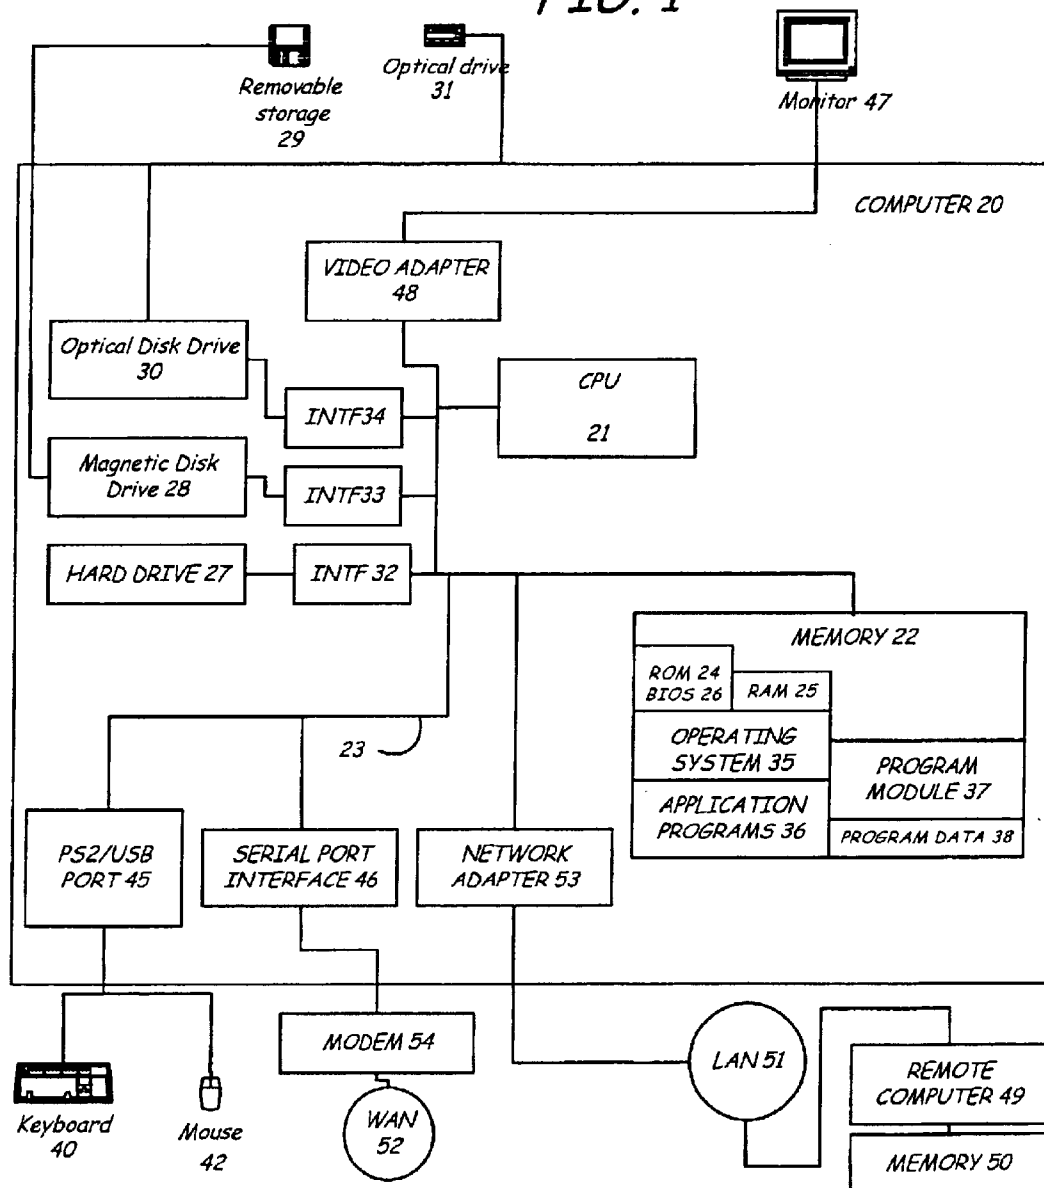 FIG. 1
Removable
storage
29
Optical drive
31
Monitor 47
COMPUTER 20
VIDEO ADAPTER
48
Optical Disk Drive
30
CPU
21
INTF34
Magnetic Disk
Drive 28
INTF33
HARD DRIVE 27
INTF 32
MEMORY 22
ROM 24
BIOS 26
RAM 25
OPERATING
SYSTEM 35
PROGRAM
MODULE 37
APPLICATION
PROGRAMS 36
PROGRAM DATA 38
23
PS2/USB
PORT 45
SERIAL PORT
INTERFACE 46
NETWORK
ADAPTER 53
MODEM 54
LAN 51
REMOTE
COMPUTER 49
Keyboard
40
Mouse
42
WAN
52
MEMORY 50